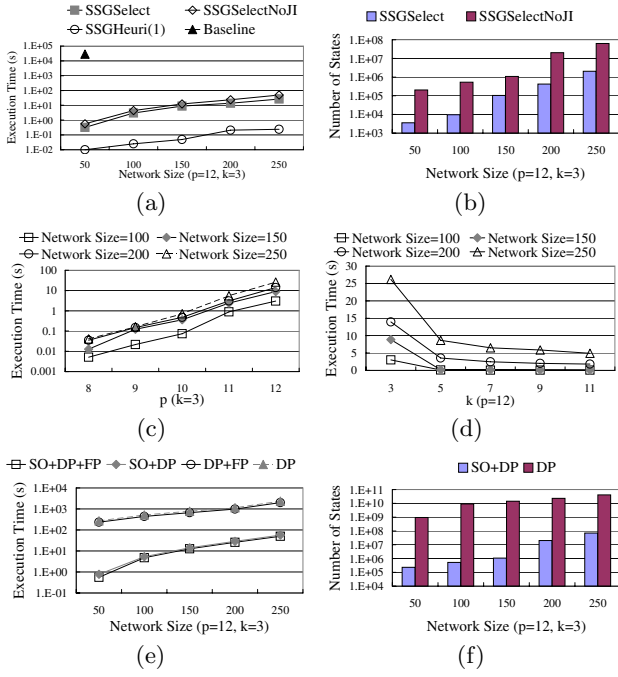 SSGSelect SSGSelectNoJI
SSGHeuri(1) Baseline
Execution Time (s)
1.E+05
1.E+04
1.E+03
1.E+02
1.E+01
1.E+00
1.E-01
1.E-02
50 100 150 200 250
Network Size (p=12, k=3)
(a)
SSGSelect SSGSelectNoJI
Number of States
1.E+08
1.E+07
1.E+06
1.E+05
1.E+04
1.E+03
50 100 150 200 250
Network Size (p=12, k=3)
(b)
Network Size=100 Network Size=150
Network Size=200 Network Size=250
Execution Time (s)
100
10
1
0.1
0.01
0.001
8 9 10 11 12
p (k=3)
(c)
Network Size=100 Network Size=150
Network Size=200 Network Size=250
Execution Time (s)
30
25
20
15
10
5
0
3 5 7 9 11
k (p=12)
(d)
SO+DP+FP SO+DP DP+FP DP
Execution Time (s)
1.E+04
1.E+03
1.E+02
1.E+01
1.E+00
1.E-01
50 100 150 200 250
Network Size (p=12, k=3)
(e)
SO+DP DP
Number of States
1.E+11
1.E+10
1.E+09
1.E+08
1.E+07
1.E+06
1.E+05
1.E+04
50 100 150 200 250
Network Size (p=12, k=3)
(f)